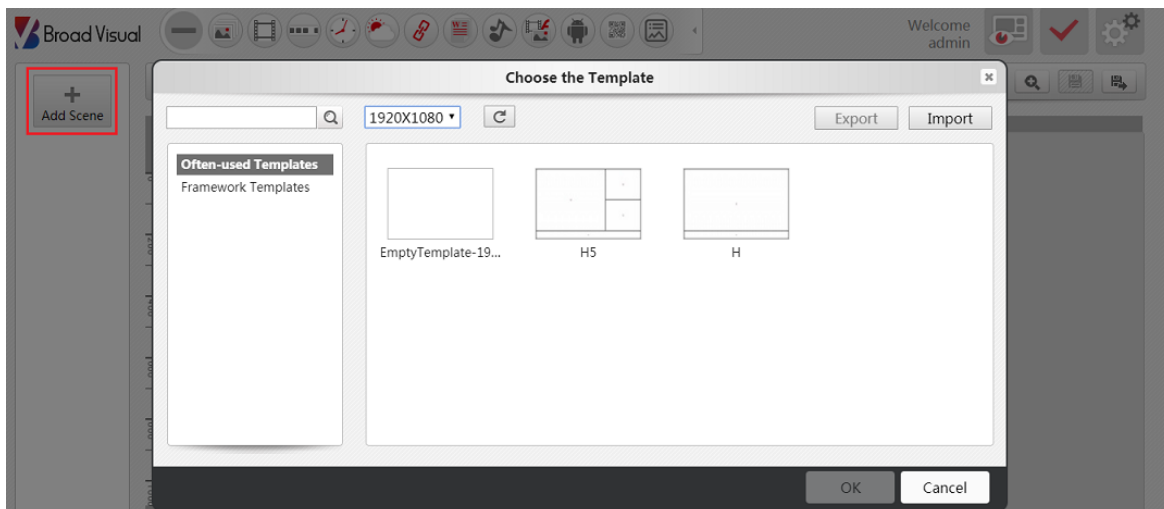 Broad Visual
Welcome
admin
+
Add Scene
Choose the Template
1920X1080
Export
Import
Often-used Templates
Framework Templates
EmptyTemplate-19...
H5
H
OK
Cancel